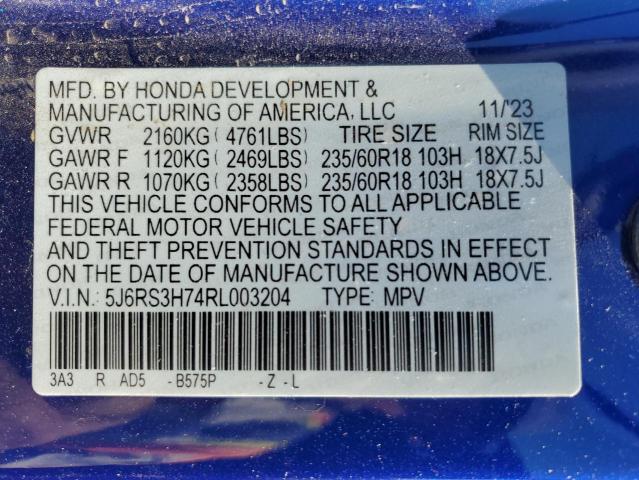 MFD. BY HONDA DEVELOPMENT &
MANUFACTURING OF AMERICA, LLC 11/'23
GVWR 2160KG( 4761LBS) TIRE SIZE RIM SIZE
GAWR F 1120KG( 2469LBS) 235/60R18 103H 18X7.5J
GAWR R 1070KG( 2358LBS) 235/60R18 103H 18X7.5J
THIS VEHICLE CONFORMS TO ALL APPLICABLE
FEDERAL MOTOR VEHICLE SAFETY
AND THEFT PREVENTION STANDARDS IN EFFECT
ON THE DATE OF MANUFACTURE SHOWN ABOVE.
V.I.N.: 5J6RS3H74RL003204 TYPE: MPV
3A3 R AD5 - B575P - Z - L